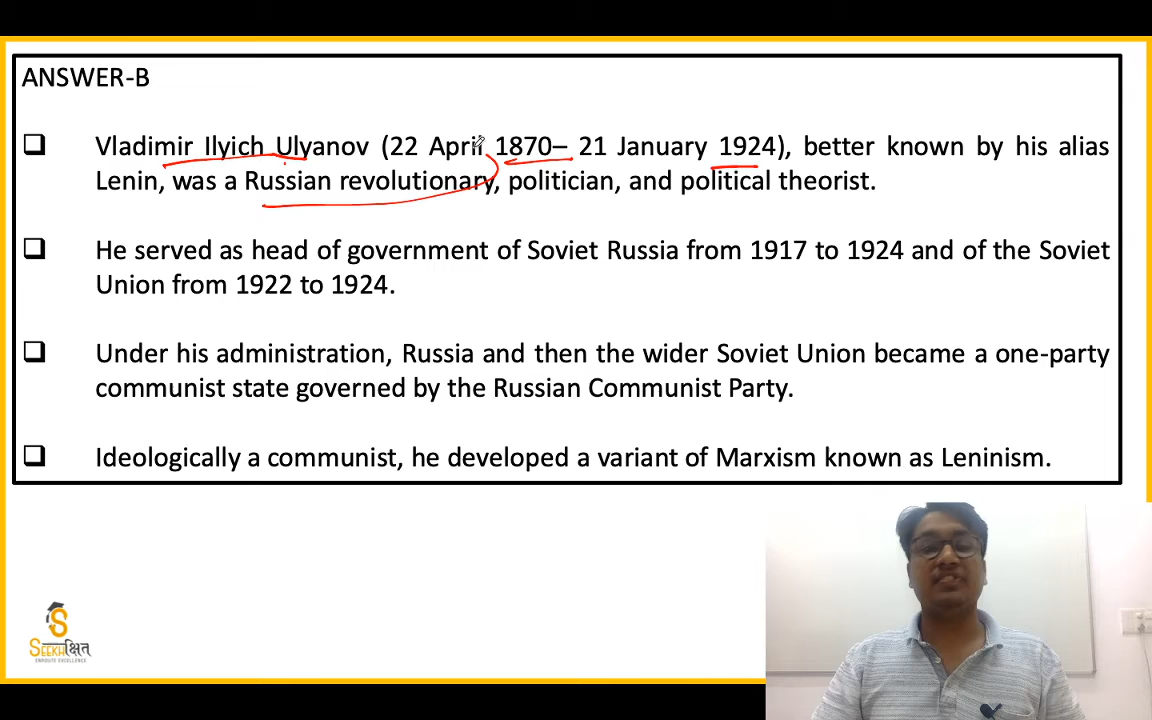 ANSWER-B
Vladimir Ilyich Ulyanov (22 April 1870– 21 January 1924), better known by his alias
Lenin, was a Russian revolutionary, politician, and political theorist.
He served as head of government of Soviet Russia from 1917 to 1924 and of the Soviet
Union from 1922 to 1924.
Under his administration, Russia and then the wider Soviet Union became a one-party
communist state governed by the Russian Communist Party.
Ideologically a communist, he developed a variant of Marxism known as Leninism.
S
SEEKHक्षित
ENROUTE EXCELLENCE